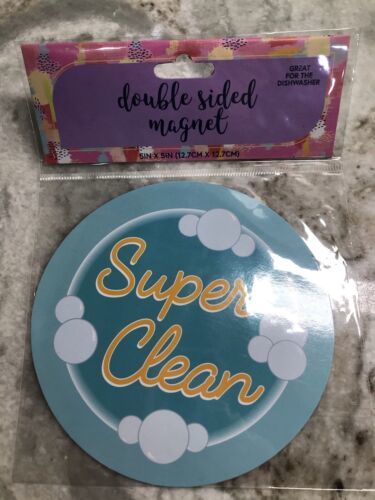 double sided
magnet
GREAT
FOR THE
DISHWASHER
5IN X 5IN (12.7CM X 12.7CM)
Super
Clean